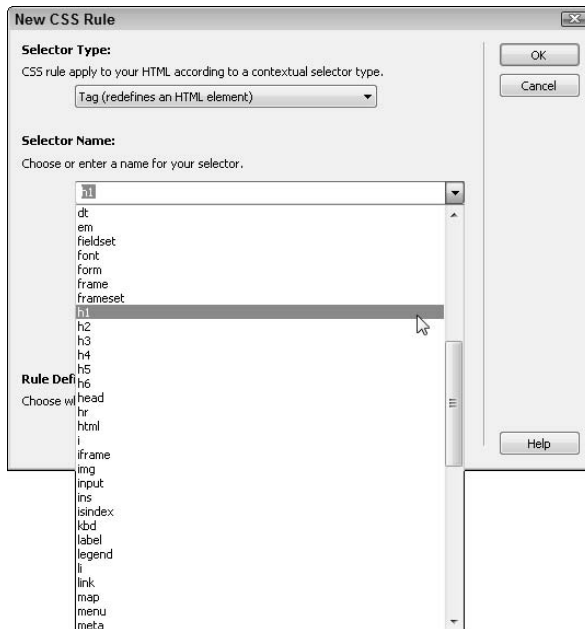 New CSS Rule
Selector Type:
CSS rule apply to your HTML according to a contextual selector type.
Tag (redefines an HTML element)
OK
Cancel
Selector Name:
Choose or enter a name for your selector.
h1
dt
em
fieldset
font
form
frame
frameset
h1
h2
h3
h4
h5
h6
head
hr
html
i
iframe
img
input
ins
isindex
kbd
label
legend
li
link
map
menu
meta
Rule Defi
Choose wh
Help